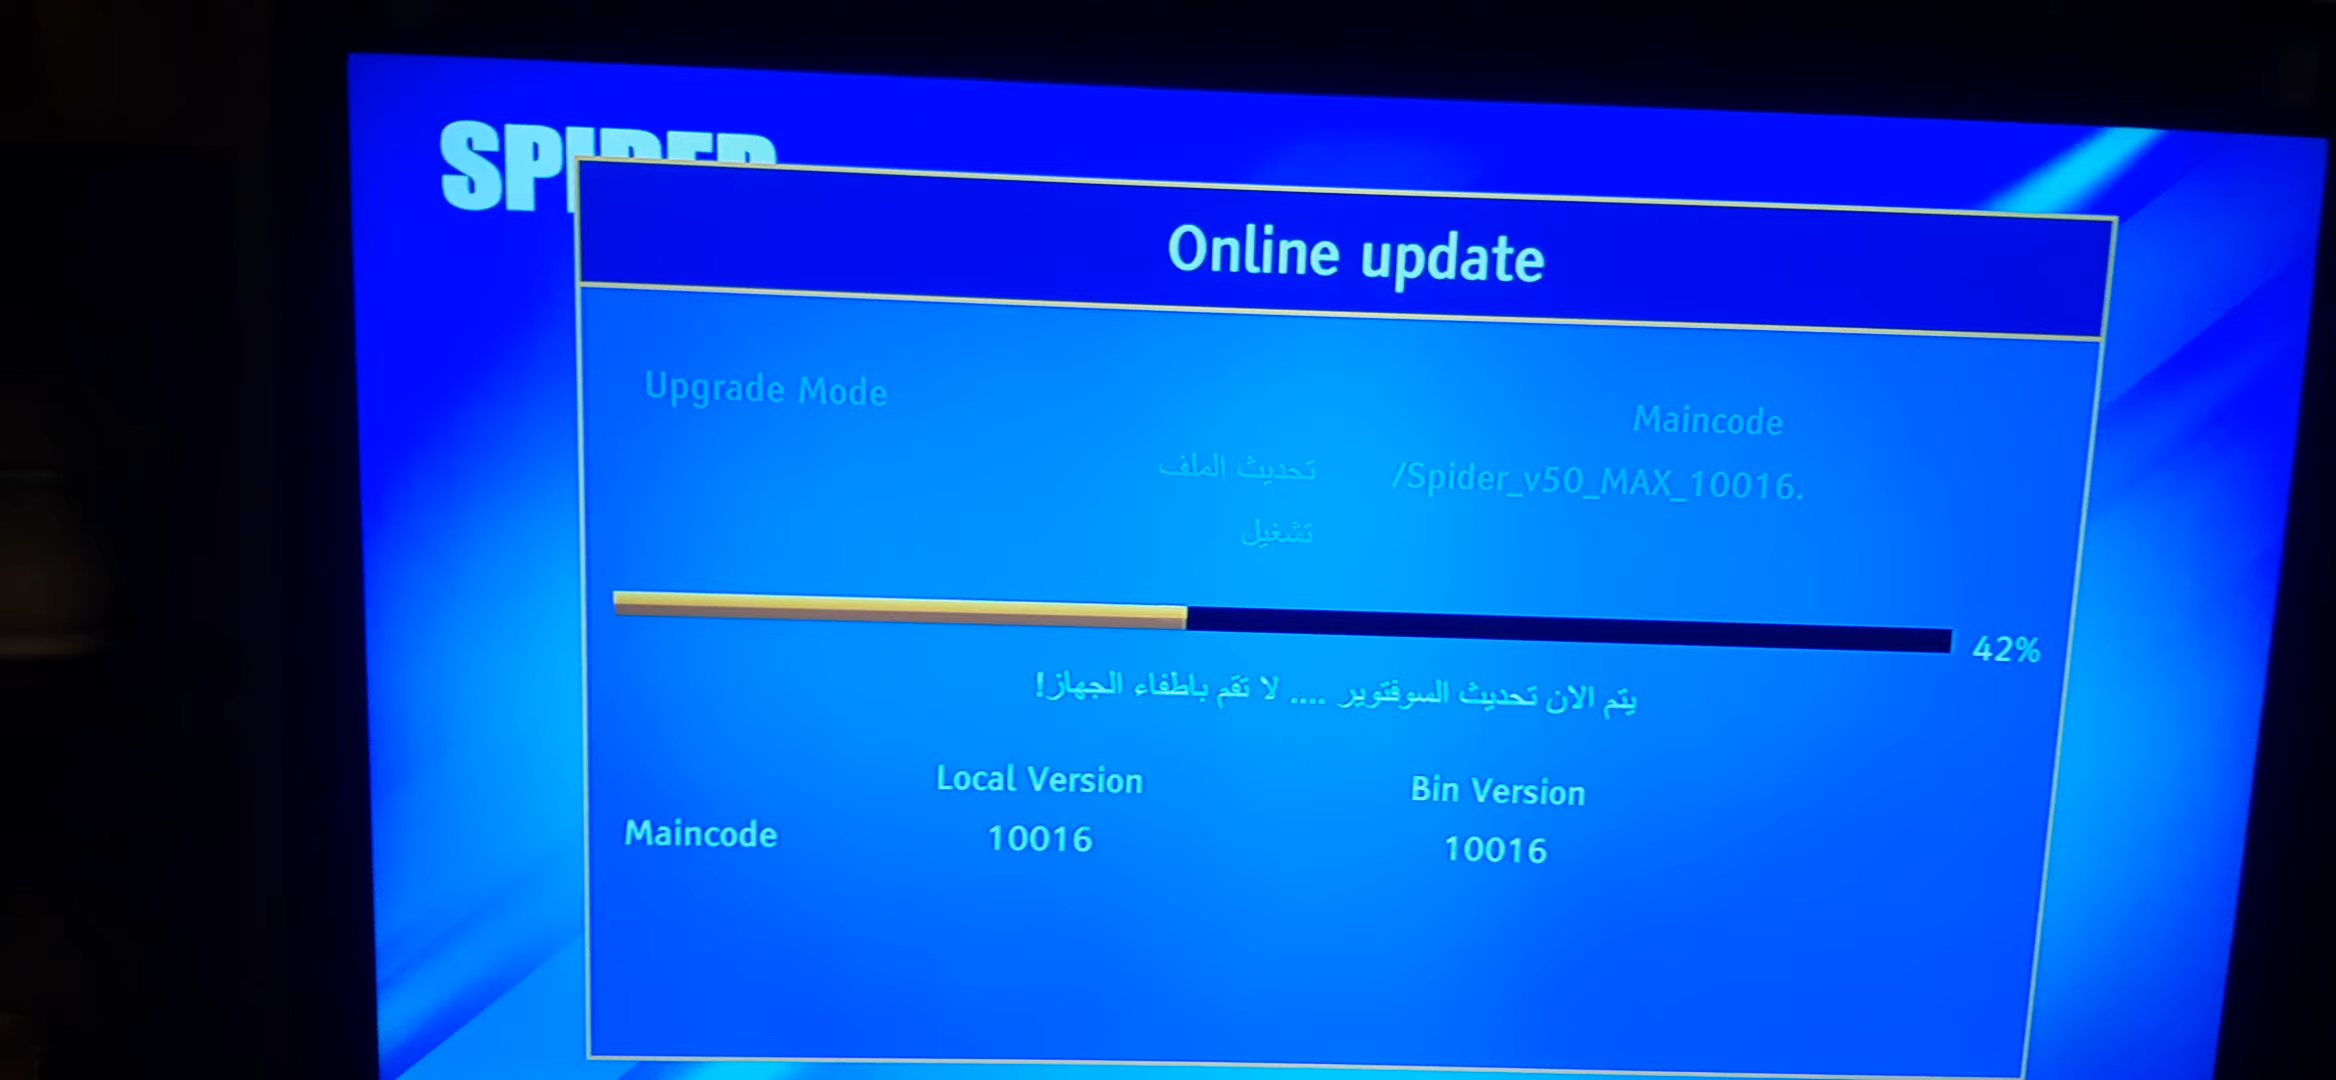 SPIDER
Online update
Upgrade Mode Maincode
تحديث الملف /Spider_v50_MAX_10016.
تشغيل
42%
يتم الان تحديث السوفتوير .... لا تقم باطفاء الجهاز!
Local Version Bin Version
Maincode 10016 10016